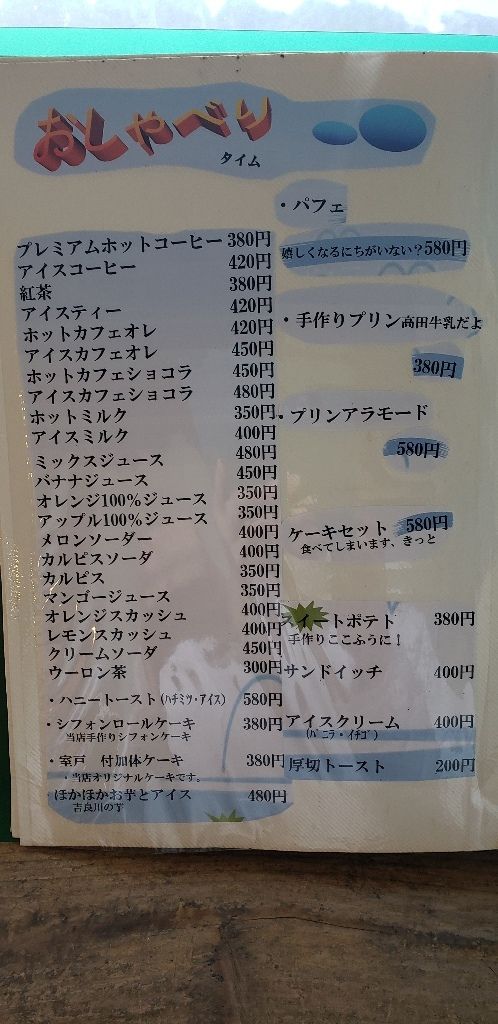 おしゃべり
タイム
プレミアムホットコーヒー 380円
アイスコーヒー 420円
紅茶 380円
アイスティー 420円
ホットカフェオレ 420円
アイスカフェオレ 450円
ホットカフェショコラ 450円
アイスカフェショコラ 480円
ホットミルク 350円
アイスミルク 400円
ミックスジュース 480円
バナナジュース 450円
オレンジ100%ジュース 350円
アップル100%ジュース 350円
メロンソーダー 400円
カルピスソーダ 400円
カルピス 350円
マンゴージュース 350円
オレンジスカッシュ 400円
レモンスカッシュ 400円
クリームソーダ 450円
ウーロン茶 300円
・ハニートースト(ハチミツ・アイス) 580円
・シフォンロールケーキ 380円
当店手作りシフォンケーキ
・室戸 付加体ケーキ 380円
・当店オリジナルケーキです。
・ほかほかお芋とアイス 480円
吉良川の芋
・パフェ
嬉しくなるにちがいない?580円
・手作りプリン高田牛乳だよ
380円
・プリンアラモード
580円
ケーキセット 580円
食べてしまいます、きっと
スイートポテト 380円
手作りここふうに!
サンドイッチ 400円
アイスクリーム 400円
(バニラ・イチゴ)
厚切トースト 200円